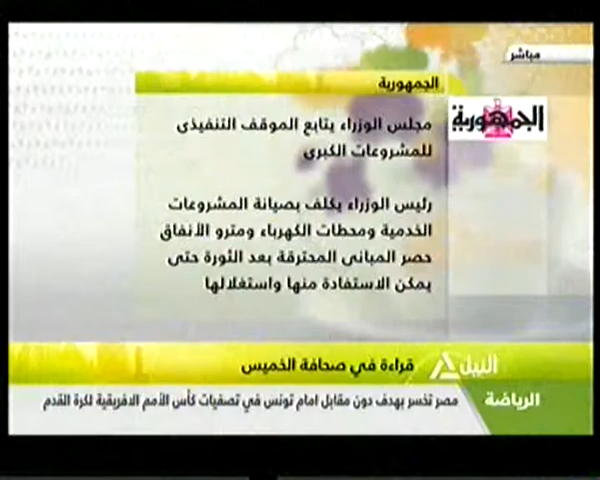 مباشر
الجمهورية
الجمهورية
مجلس الوزراء يتابع الموقف التنفيذى
للمشروعات الكبرى
رئيس الوزراء يكلف بصيانة المشروعات
الخدمية ومحطات الكهرباء ومترو الأنفاق
حصر المبانى المحترقة بعد الثورة حتى
يمكن الاستفادة منها واستغلالها
النيل قراءة في صحافة الخميس
الرياضة مصر تخسر بهدف دون مقابل امام تونس في تصفيات كأس الأمم الافريقية لكرة القدم